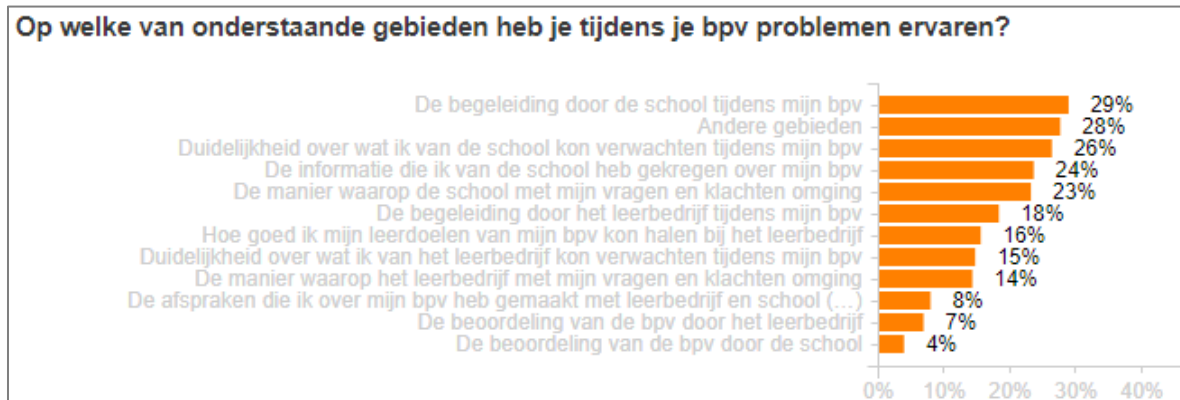 Op welke van onderstaande gebieden heb je tijdens je bpv problemen ervaren?
De begeleiding door de school tijdens mijn bpv 29%
Andere gebieden 28%
Duidelijkheid over wat ik van de school kon verwachten tijdens mijn bpv 26%
De informatie die ik van de school heb gekregen over mijn bpv 24%
De manier waarop de school met mijn vragen en klachten omging 23%
De begeleiding door het leerbedrijf tijdens mijn bpv 18%
Hoe goed ik mijn leerdoelen van mijn bpv kon halen bij het leerbedrijf 16%
Duidelijkheid over wat ik van het leerbedrijf kon verwachten tijdens mijn bpv 15%
De manier waarop het leerbedrijf met mijn vragen en klachten omging 14%
De afspraken die ik over mijn bpv heb gemaakt met leerbedrijf en school (...) 8%
De beoordeling van de bpv door het leerbedrijf 7%
De beoordeling van de bpv door de school 4%
0% 10% 20% 30% 40%